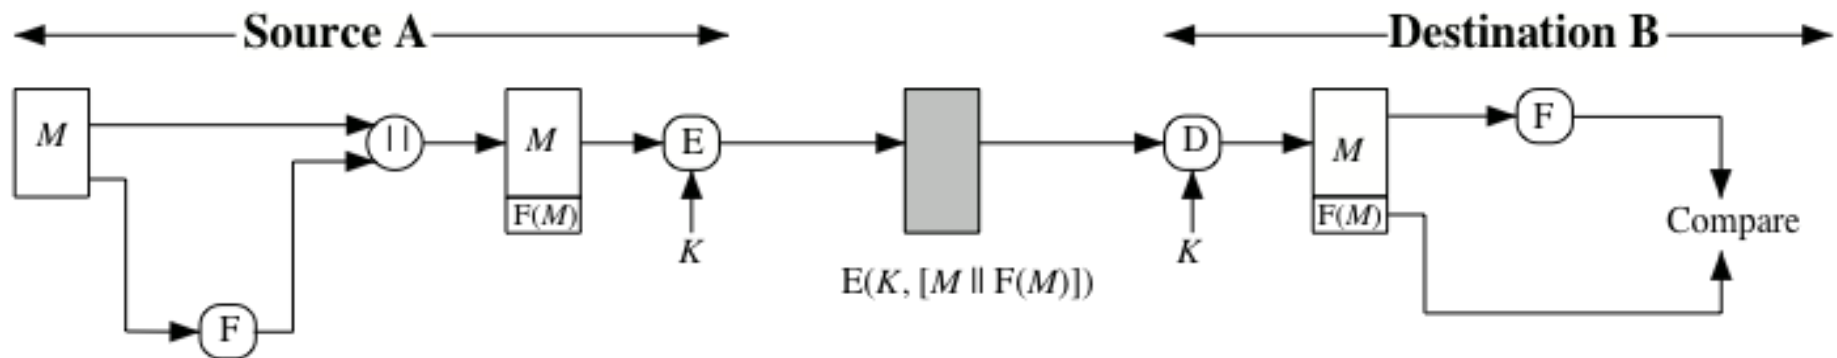 Source A
Destination B
M
||
M
F(M)
E
K
E(K, [M || F(M)])
D
K
M
F(M)
F
Compare
F